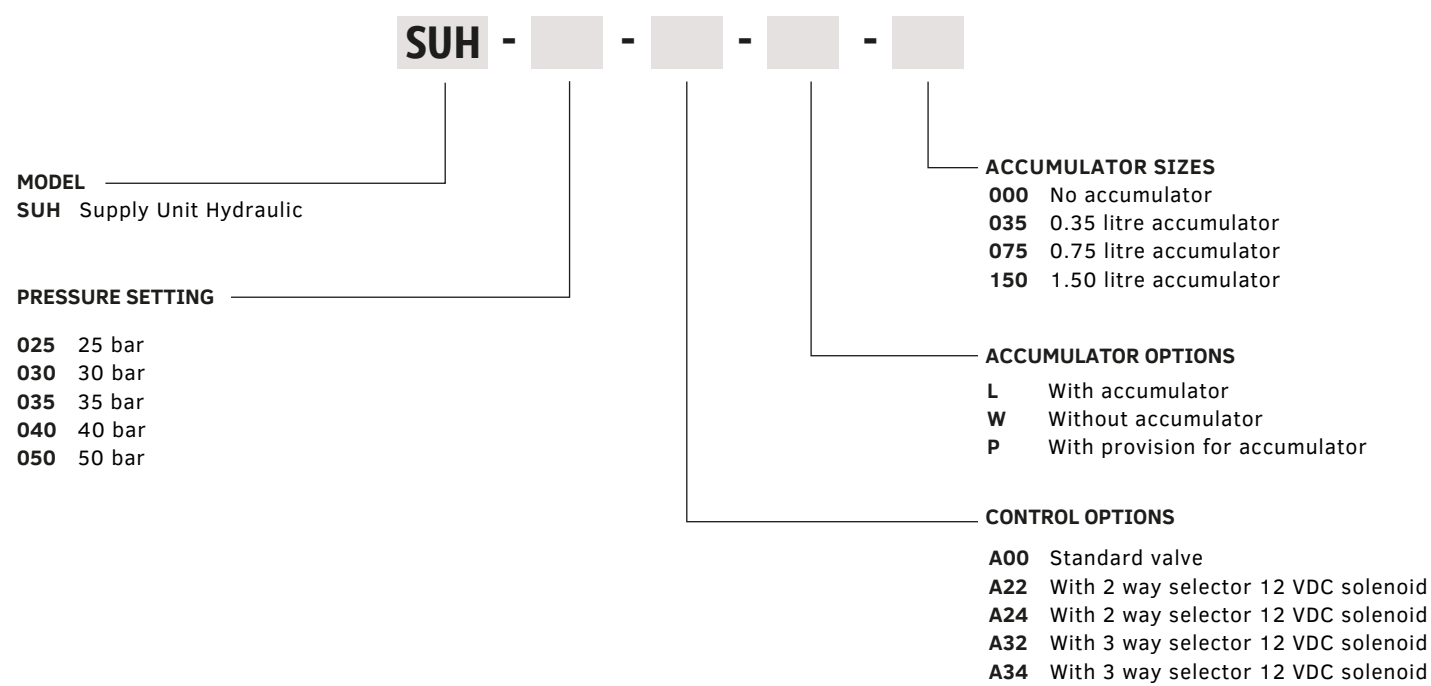 SUH - - - -
MODEL
SUH Supply Unit Hydraulic
PRESSURE SETTING
025 25 bar
030 30 bar
035 35 bar
040 40 bar
050 50 bar
ACCUMULATOR SIZES
000 No accumulator
035 0.35 litre accumulator
075 0.75 litre accumulator
150 1.50 litre accumulator
ACCUMULATOR OPTIONS
L With accumulator
W Without accumulator
P With provision for accumulator
CONTROL OPTIONS
A00 Standard valve
A22 With 2 way selector 12 VDC solenoid
A24 With 2 way selector 12 VDC solenoid
A32 With 3 way selector 12 VDC solenoid
A34 With 3 way selector 12 VDC solenoid